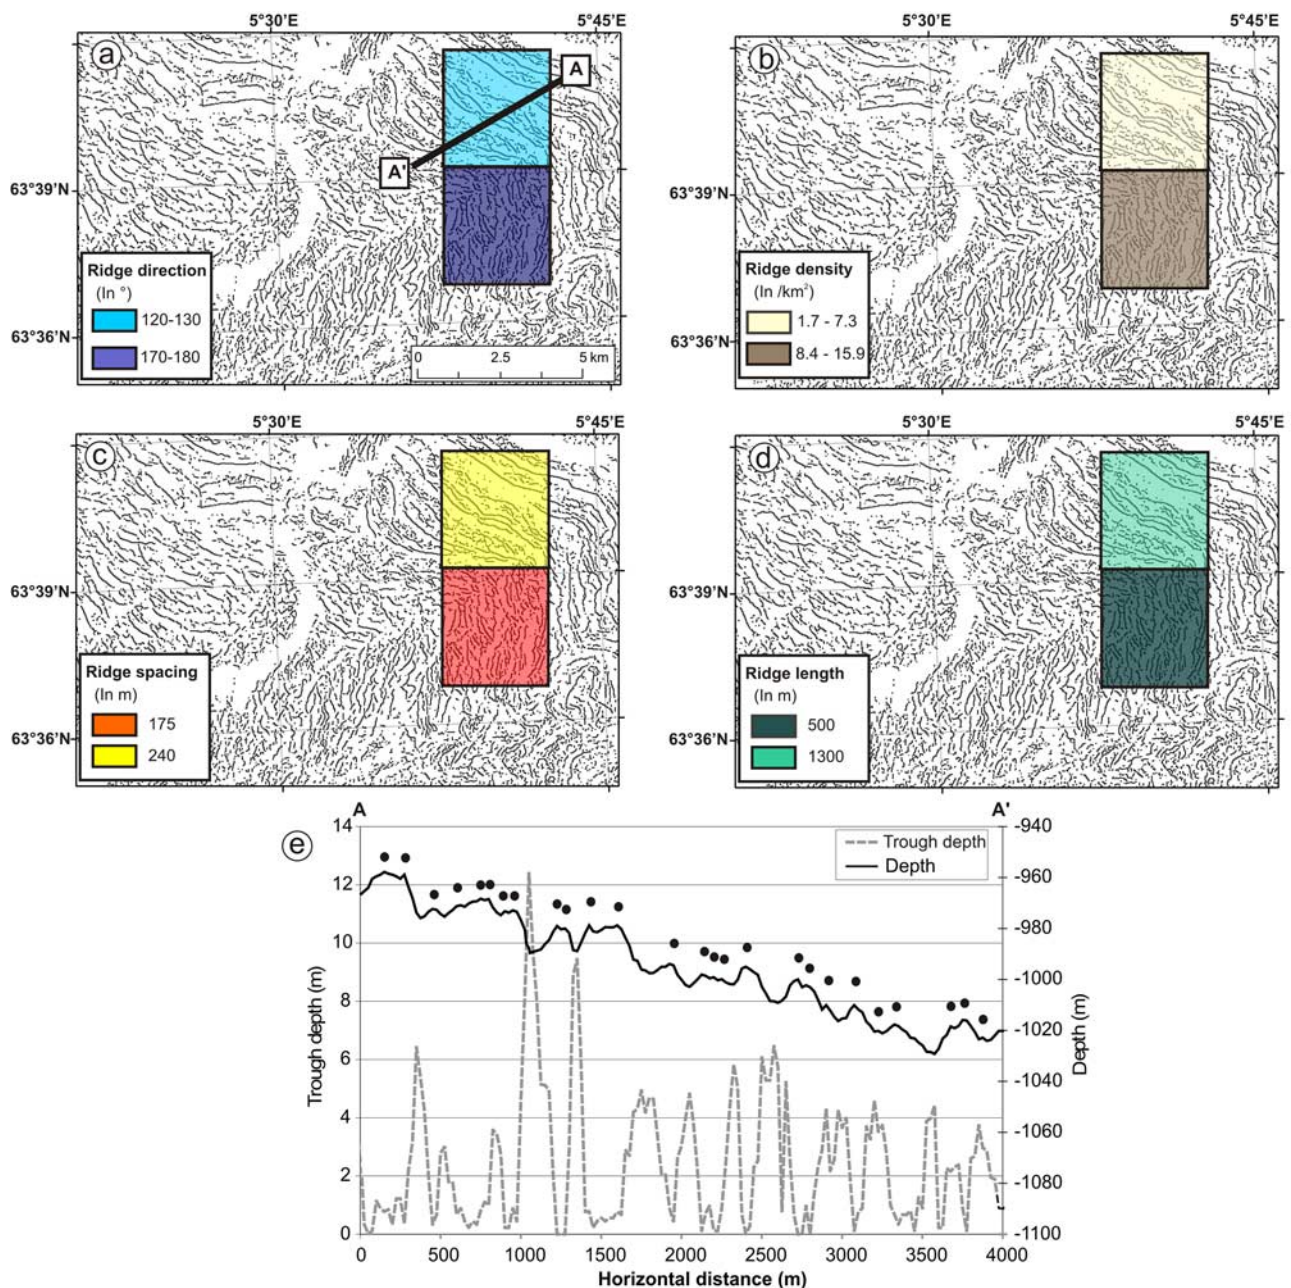 5°30'E 5°45'E
a
A
A'
63°39'N
63°36'N
Ridge direction
(In °)
120-130
170-180
0 2.5 5 km
5°30'E 5°45'E
b
63°39'N
63°36'N
Ridge density
(In /km²)
1.7 - 7.3
8.4 - 15.9
5°30'E 5°45'E
c
63°39'N
63°36'N
Ridge spacing
(In m)
175
240
5°30'E 5°45'E
d
63°39'N
63°36'N
Ridge length
(In m)
500
1300
e
A A'
14 -940
12 -960
10 -980
8 -1000
6 -1020
4 -1040
2 -1060
0 -1080
-1100
Trough depth (m)
Depth (m)
Trough depth
Depth
0 500 1000 1500 2000 2500 3000 3500 4000
Horizontal distance (m)